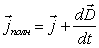 j⃗полн = j⃗ + dD⃗/dt